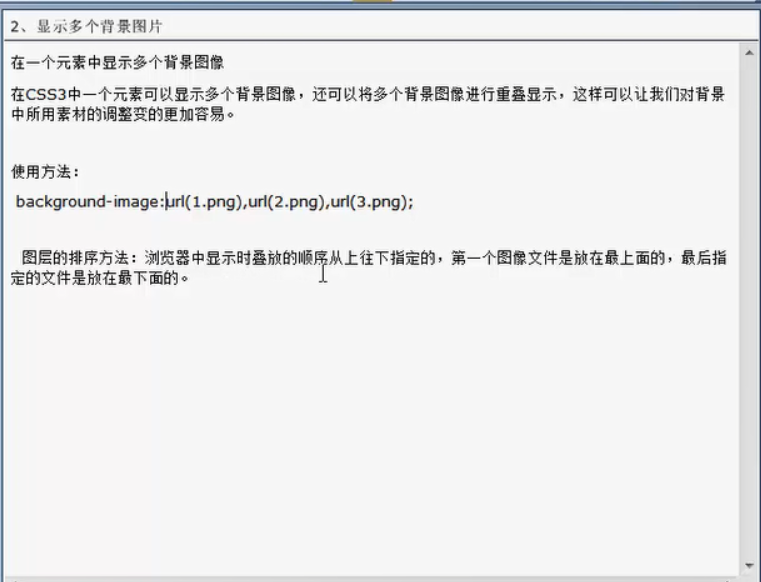 2、显示多个背景图片
在一个元素中显示多个背景图像
在CSS3中一个元素可以显示多个背景图像，还可以将多个背景图像进行重叠显示，这样可以让我们对背景
中所用素材的调整变的更加容易。
使用方法：
background-image:url(1.png),url(2.png),url(3.png);
图层的排序方法：浏览器中显示时叠放的顺序从上往下指定的，第一个图像文件是放在最上面的，最后指
定的文件是放在最下面的。